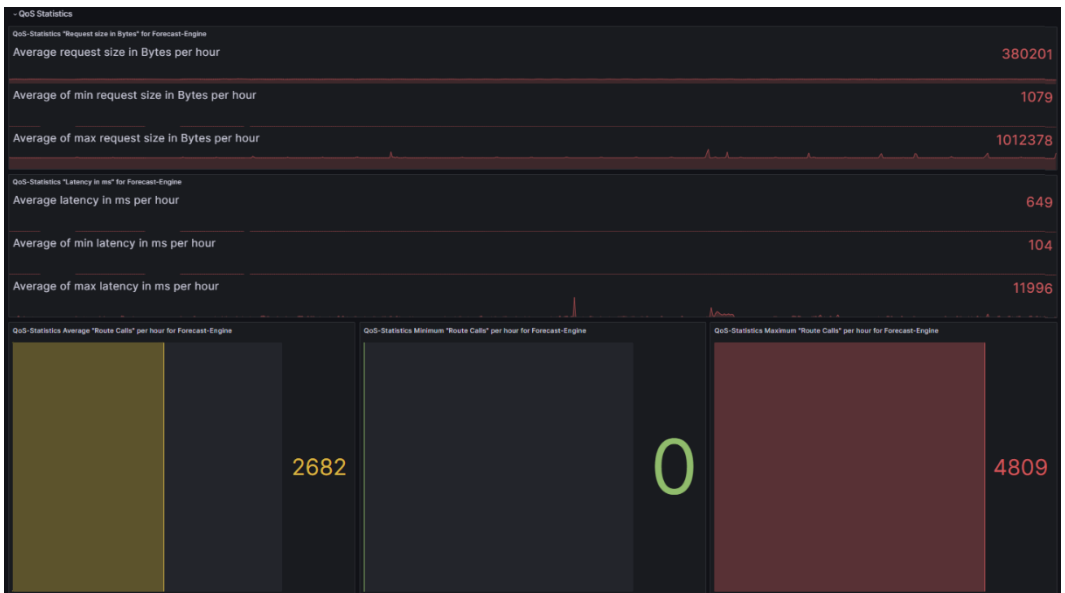 - QoS Statistics
QoS-Statistics "Request size in Bytes" for Forecast-Engine
Average request size in Bytes per hour
380201
Average of min request size in Bytes per hour
1079
Average of max request size in Bytes per hour
1012378
QoS-Statistics "Latency in ms" for Forecast-Engine
Average latency in ms per hour
649
Average of min latency in ms per hour
104
Average of max latency in ms per hour
11996
QoS-Statistics Average "Route Calls" per hour for Forecast-Engine
2682
QoS-Statistics Minimum "Route Calls" per hour for Forecast-Engine
0
QoS-Statistics Maximum "Route Calls" per hour for Forecast-Engine
4809